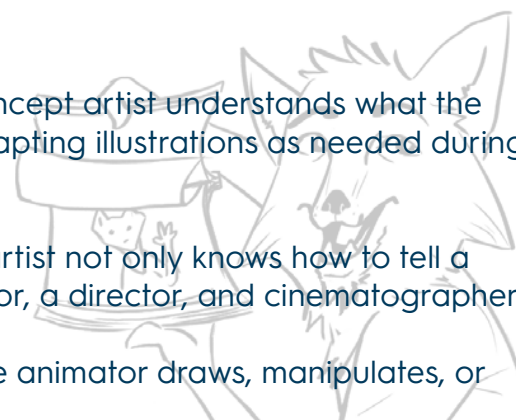 ncept artist understands what the
apting illustrations as needed during
artist not only knows how to tell a
or, a director, and cinematographer
e animator draws, manipulates, or